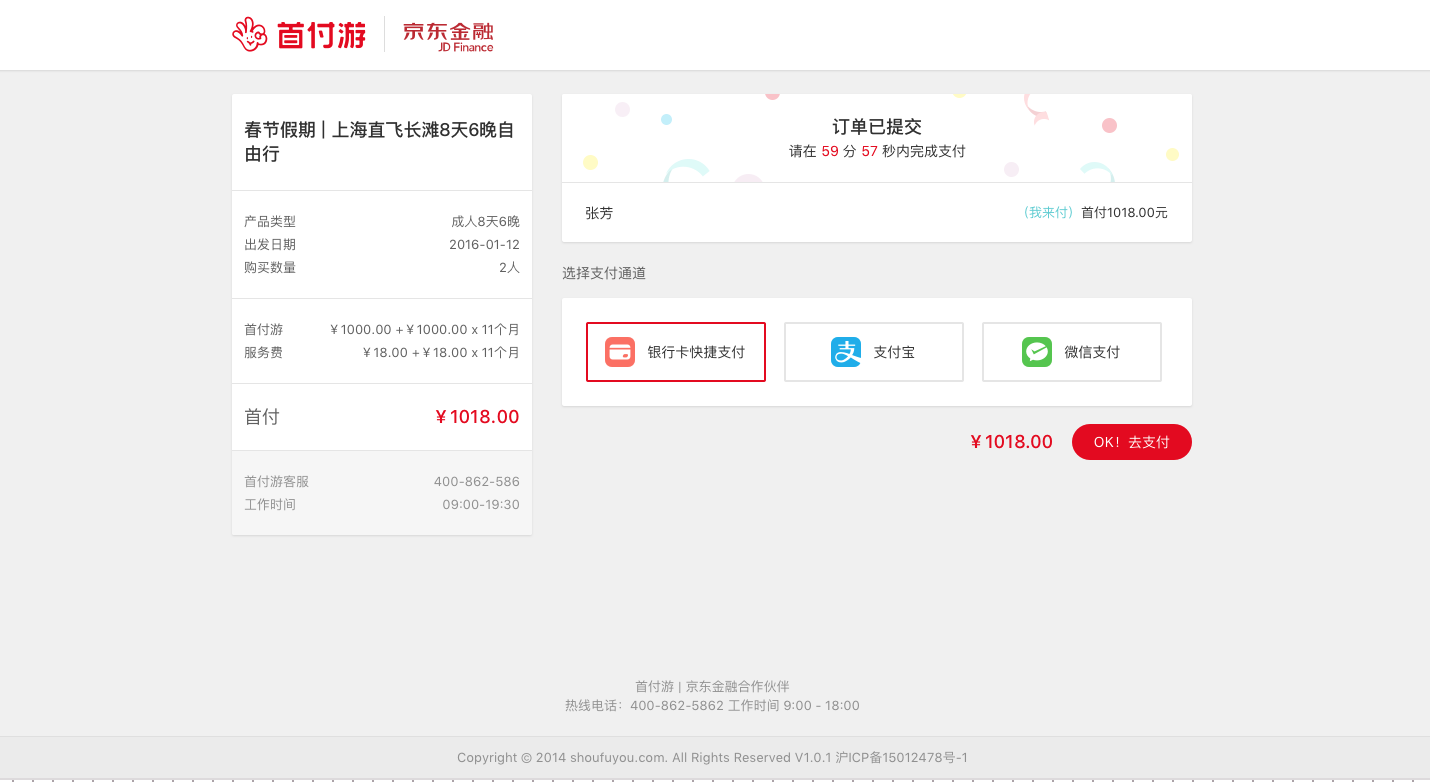 首付游
京东金融
JD Finance
春节假期 | 上海直飞长滩8天6晚自
由行
产品类型 成人8天6晚
出发日期 2016-01-12
购买数量 2人
首付游 ￥1000.00 +￥1000.00 x 11个月
服务费 ￥18.00 +￥18.00 x 11个月
首付 ￥1018.00
首付游客服 400-862-586
工作时间 09:00-19:30
订单已提交
请在 59 分 57 秒内完成支付
张芳 （我来付）首付1018.00元
选择支付通道
银行卡快捷支付 支付宝 微信支付
￥1018.00 OK！去支付
首付游 | 京东金融合作伙伴
热线电话：400-862-5862 工作时间 9:00 - 18:00
Copyright © 2014 shoufuyou.com. All Rights Reserved V1.0.1 沪ICP备15012478号-1